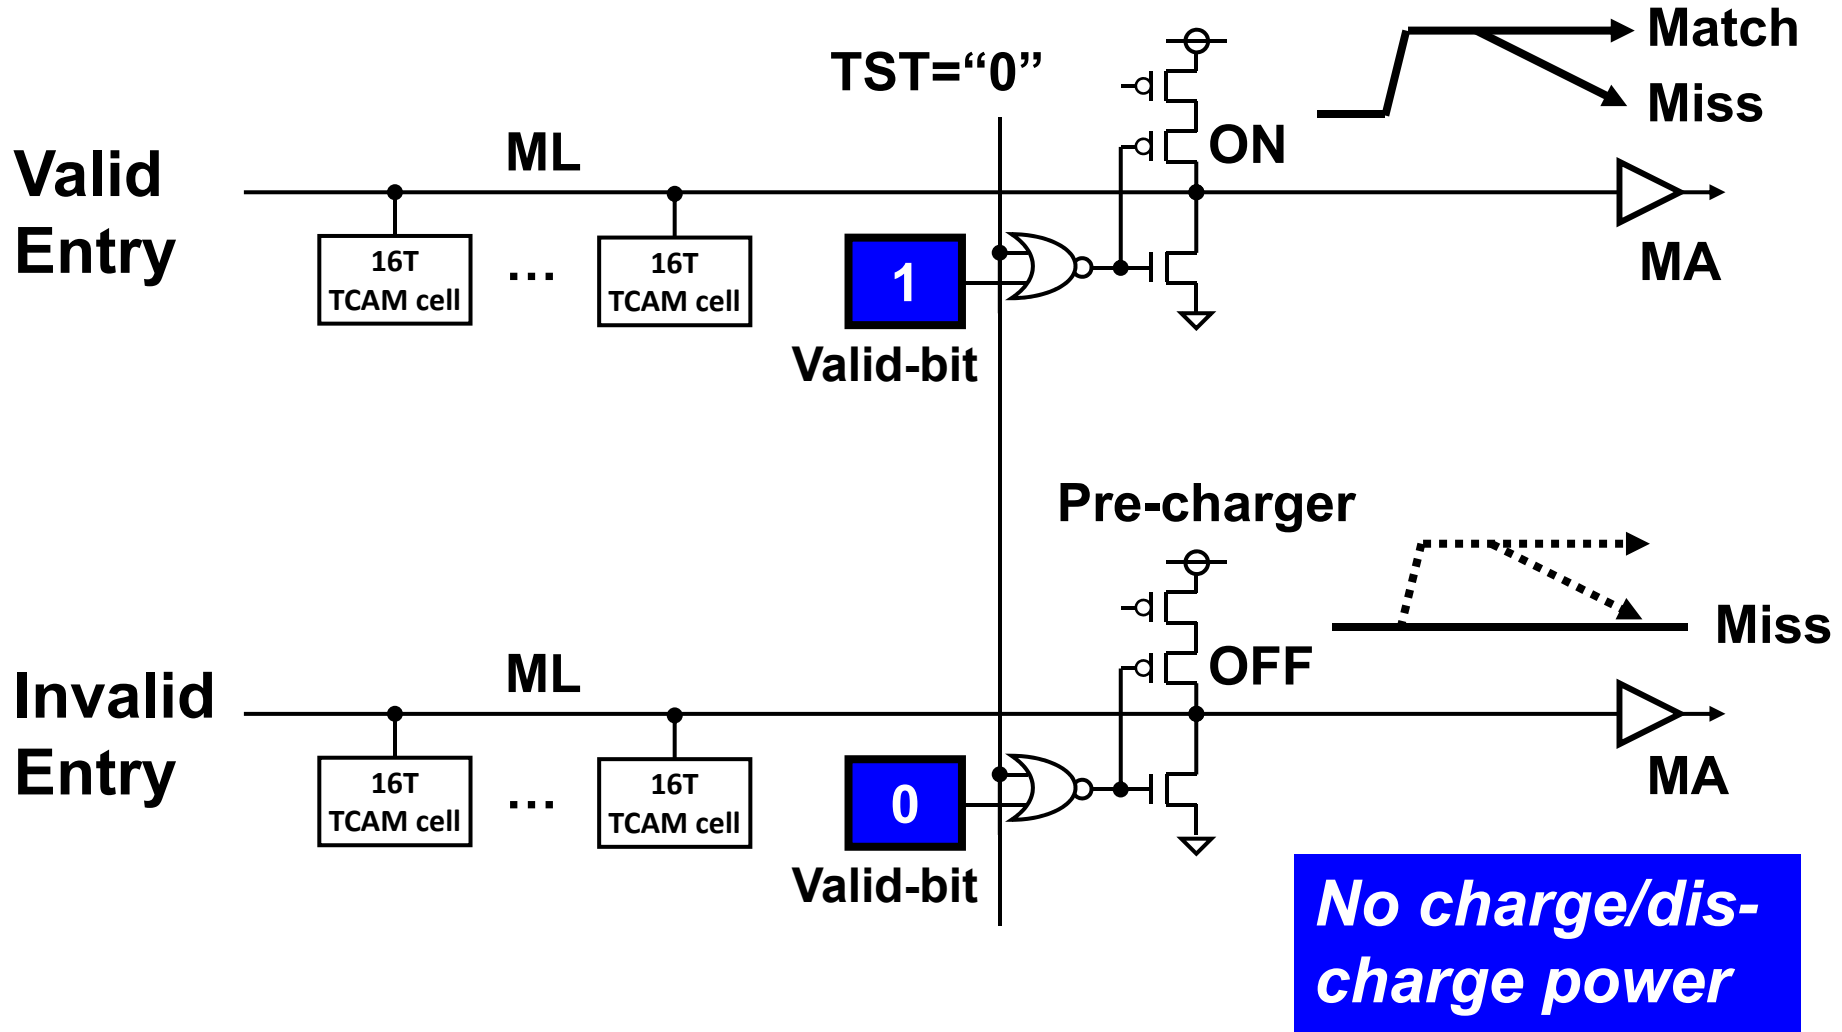 TST=“0”
Match
Miss
Valid
Entry
ML
ON
16T
TCAM cell
...
16T
TCAM cell
1
Valid-bit
MA
Pre-charger
Miss
Invalid
Entry
ML
OFF
16T
TCAM cell
...
16T
TCAM cell
0
Valid-bit
MA
No charge/dis-
charge power